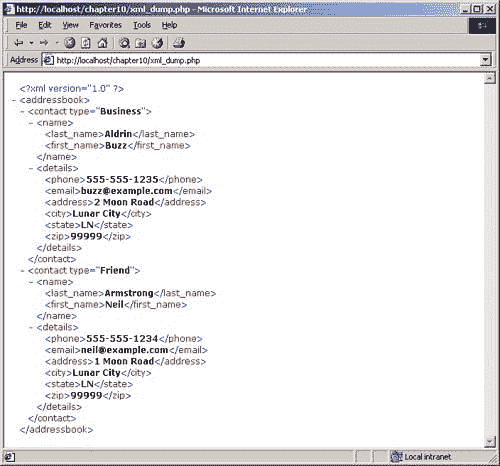 http://localhost/chapter10/xml_dump.php - Microsoft Internet Explorer
File Edit View Favorites Tools Help
Address http://localhost/chapter10/xml_dump.php
<?xml version="1.0" ?>
- <addressbook>
- <contact type="Business">
- <name>
<last_name>Aldrin</last_name>
<first_name>Buzz</first_name>
</name>
- <details>
<phone>555-555-1235</phone>
<email>buzz@example.com</email>
<address>2 Moon Road</address>
<city>Lunar City</city>
<state>LN</state>
<zip>99999</zip>
</details>
</contact>
- <contact type="Friend">
- <name>
<last_name>Armstrong</last_name>
<first_name>Neil</first_name>
</name>
- <details>
<phone>555-555-1234</phone>
<email>neil@example.com</email>
<address>1 Moon Road</address>
<city>Lunar City</city>
<state>LN</state>
<zip>99999</zip>
</details>
</contact>
</addressbook>
Local intranet